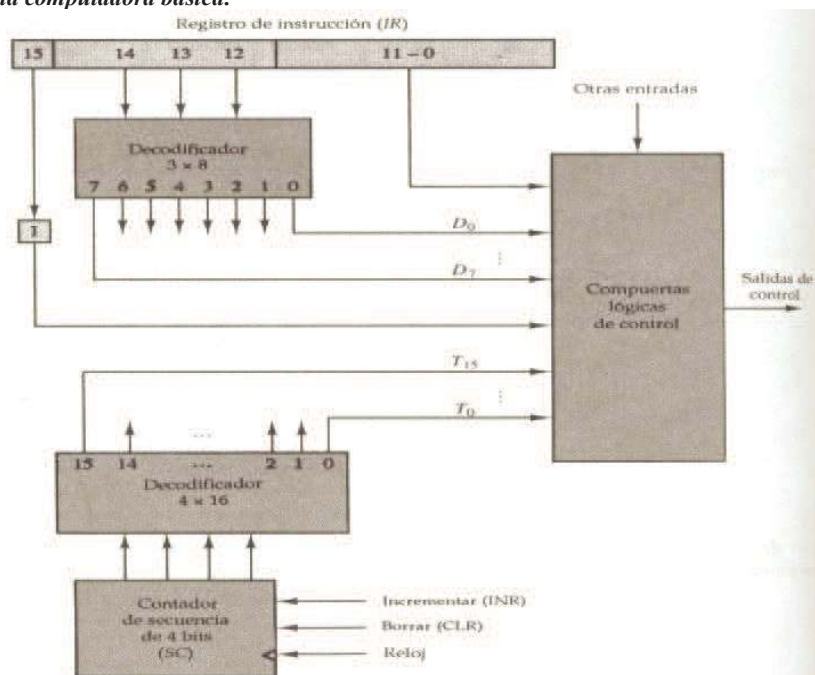 na computadora básica.
Registro de instrucción (IR)
15 14 13 12 11 – 0
Otras entradas
Decodificador
3 × 8
7 6 5 4 3 2 1 0
I
D0
⋮
D7
Compuertas
lógicas
de control
Salidas de
control
T15
⋮
T0
...
15 14 ... 2 1 0
Decodificador
4 × 16
Contador
de secuencia
de 4 bits
(SC)
Incrementar (INR)
Borrar (CLR)
Reloj